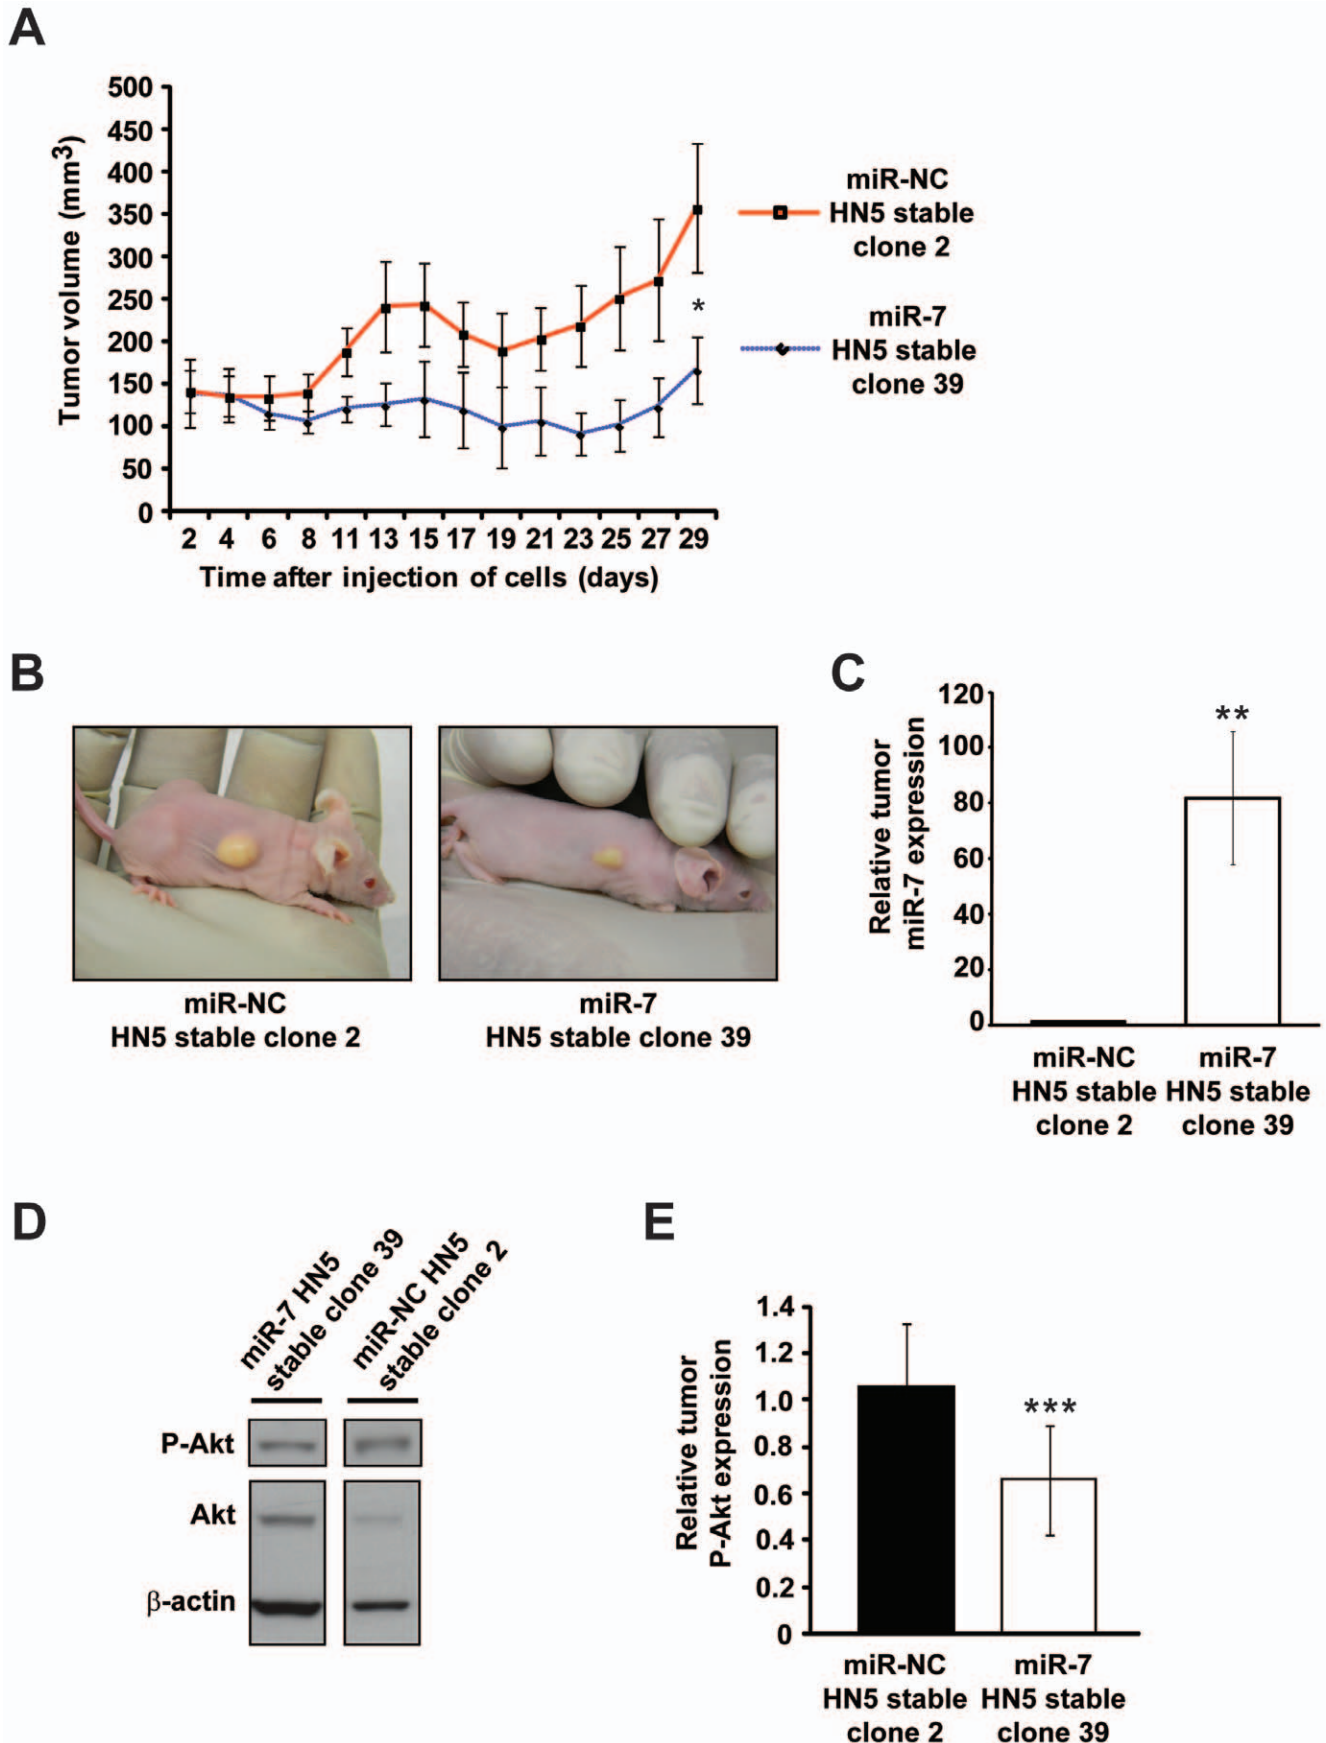 A
500
450
400
350
300
250
200
150
100
50
0
Tumor volume (mm3)
2 4 6 8 11 13 15 17 19 21 23 25 27 29
Time after injection of cells (days)
miR-NC
HN5 stable
clone 2
*
miR-7
HN5 stable
clone 39
B
miR-NC
HN5 stable clone 2
miR-7
HN5 stable clone 39
C
120
100
80
60
40
20
0
Relative tumor
miR-7 expression
**
miR-NC
HN5 stable
clone 2
miR-7
HN5 stable
clone 39
D
miR-7 HN5
stable clone 39
miR-NC HN5
stable clone 2
P-Akt
Akt
β-actin
E
1.4
1.2
1.0
0.8
0.6
0.4
0.2
0
Relative tumor
P-Akt expression
***
miR-NC
HN5 stable
clone 2
miR-7
HN5 stable
clone 39